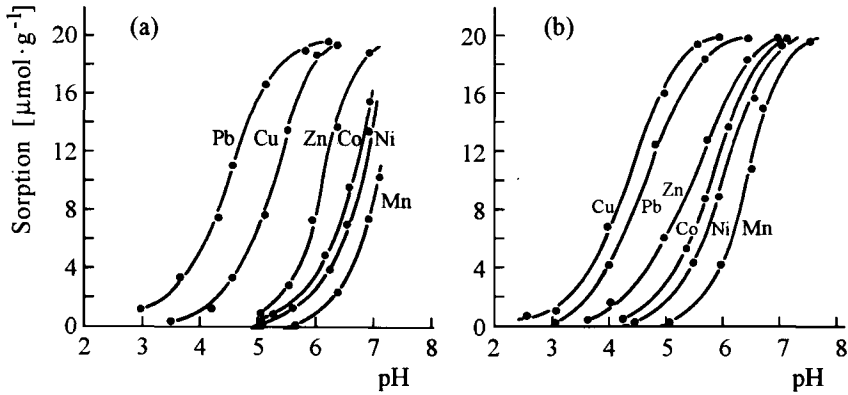 (a)
Sorption [μmol·g⁻¹]
20
16
12
8
4
0
Pb Cu Zn Co Ni
Mn
2 3 4 5 6 7 8
pH
(b)
20
16
12
8
4
0
Cu Pb Zn Co Ni Mn
2 3 4 5 6 7 8
pH